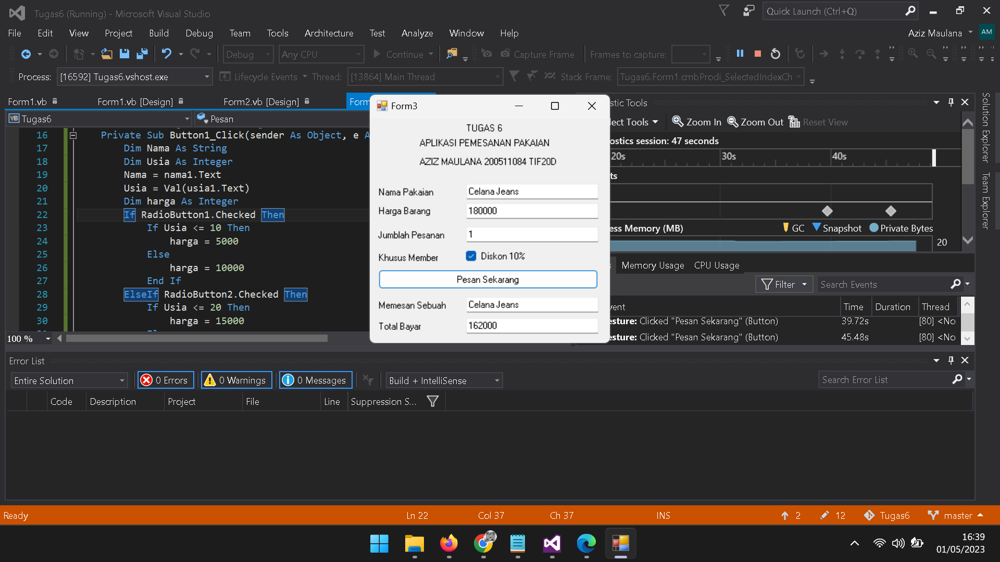 Tugas6 (Running) - Microsoft Visual Studio
Quick Launch (Ctrl+Q)
File Edit View Project Build Debug Team Tools Architecture Test Analyze Window Help
Aziz Maulana AM
Debug Any CPU Continue Capture Frame Frames to capture:
Process: [16592] Tugas6.vshost.exe Lifecycle Events Thread: [13864] Main Thread Stack Frame: Tugas6.Form1.cmbProdi_SelectedIndexCh
Form1.vb Form1.vb [Design] Form2.vb [Design] Form
Tugas6 Pesan
16 Private Sub Button1_Click(sender As Object, e A
17 Dim Nama As String
18 Dim Usia As Integer
19 Nama = nama1.Text
20 Usia = Val(usia1.Text)
21 Dim harga As Integer
22 If RadioButton1.Checked Then
23 If Usia <= 10 Then
24 harga = 5000
25 Else
26 harga = 10000
27 End If
28 ElseIf RadioButton2.Checked Then
29 If Usia <= 20 Then
30 harga = 15000
100 %
Form3
TUGAS 6
APLIKASI PEMESANAN PAKAIAN
AZIZ MAULANA 200511084 TIF20D
Nama Pakaian Celana Jeans
Harga Barang 180000
Jumblah Pesanan 1
Khusus Member Diskon 10%
Pesan Sekarang
Memesan Sebuah Celana Jeans
Total Bayar 162000
stic Tools
lect Tools Zoom In Zoom Out Reset View
ostics session: 47 seconds
20s 30s 40s
ts
ess Memory (MB) GC Snapshot Private Bytes
20
s Memory Usage CPU Usage
Filter Search Events
vent Time Duration Thread
esture: Clicked "Pesan Sekarang" (Button) 39.72s [80] <No
esture: Clicked "Pesan Sekarang" (Button) 45.48s [80] <No
Solution Explorer
Team Explorer
Error List
Entire Solution 0 Errors 0 Warnings 0 Messages Build + IntelliSense Search Error List
Code Description Project File Line Suppression S...
Ready Ln 22 Col 37 Ch 37 INS 2 12 Tugas6 master
16:39
01/05/2023